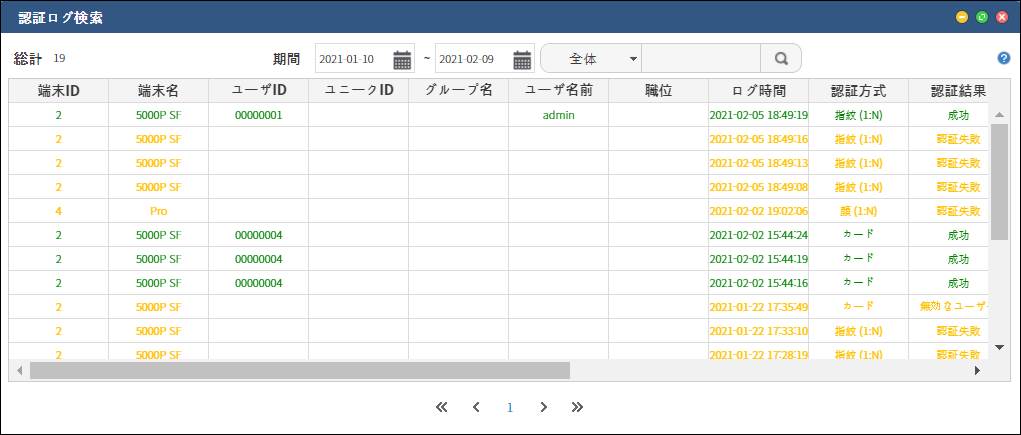 認証ログ検索
総計 19 期間 2021-01-10 ~ 2021-02-09 全体
端末ID 端末名 ユーザID ユニークID グループ名 ユーザ名前 職位 ログ時間 認証方式 認証結果
2 5000P SF 00000001 admin 2021-02-05 18:49:19 指紋 (1:N) 成功
2 5000P SF 2021-02-05 18:49:16 指紋 (1:N) 認証失敗
2 5000P SF 2021-02-05 18:49:13 指紋 (1:N) 認証失敗
2 5000P SF 2021-02-05 18:49:08 指紋 (1:N) 認証失敗
4 Pro 2021-02-02 19:02:06 顔 (1:N) 認証失敗
2 5000P SF 00000004 2021-02-02 15:44:24 カード 成功
2 5000P SF 00000004 2021-02-02 15:44:19 カード 成功
2 5000P SF 00000004 2021-02-02 15:44:16 カード 成功
2 5000P SF 2021-01-22 17:35:49 カード 無効なユーザ
2 5000P SF 2021-01-22 17:33:10 指紋 (1:N) 認証失敗
2 5000P SF 2021-01-22 17:28:19 指紋 (1:N) 認証失敗
1